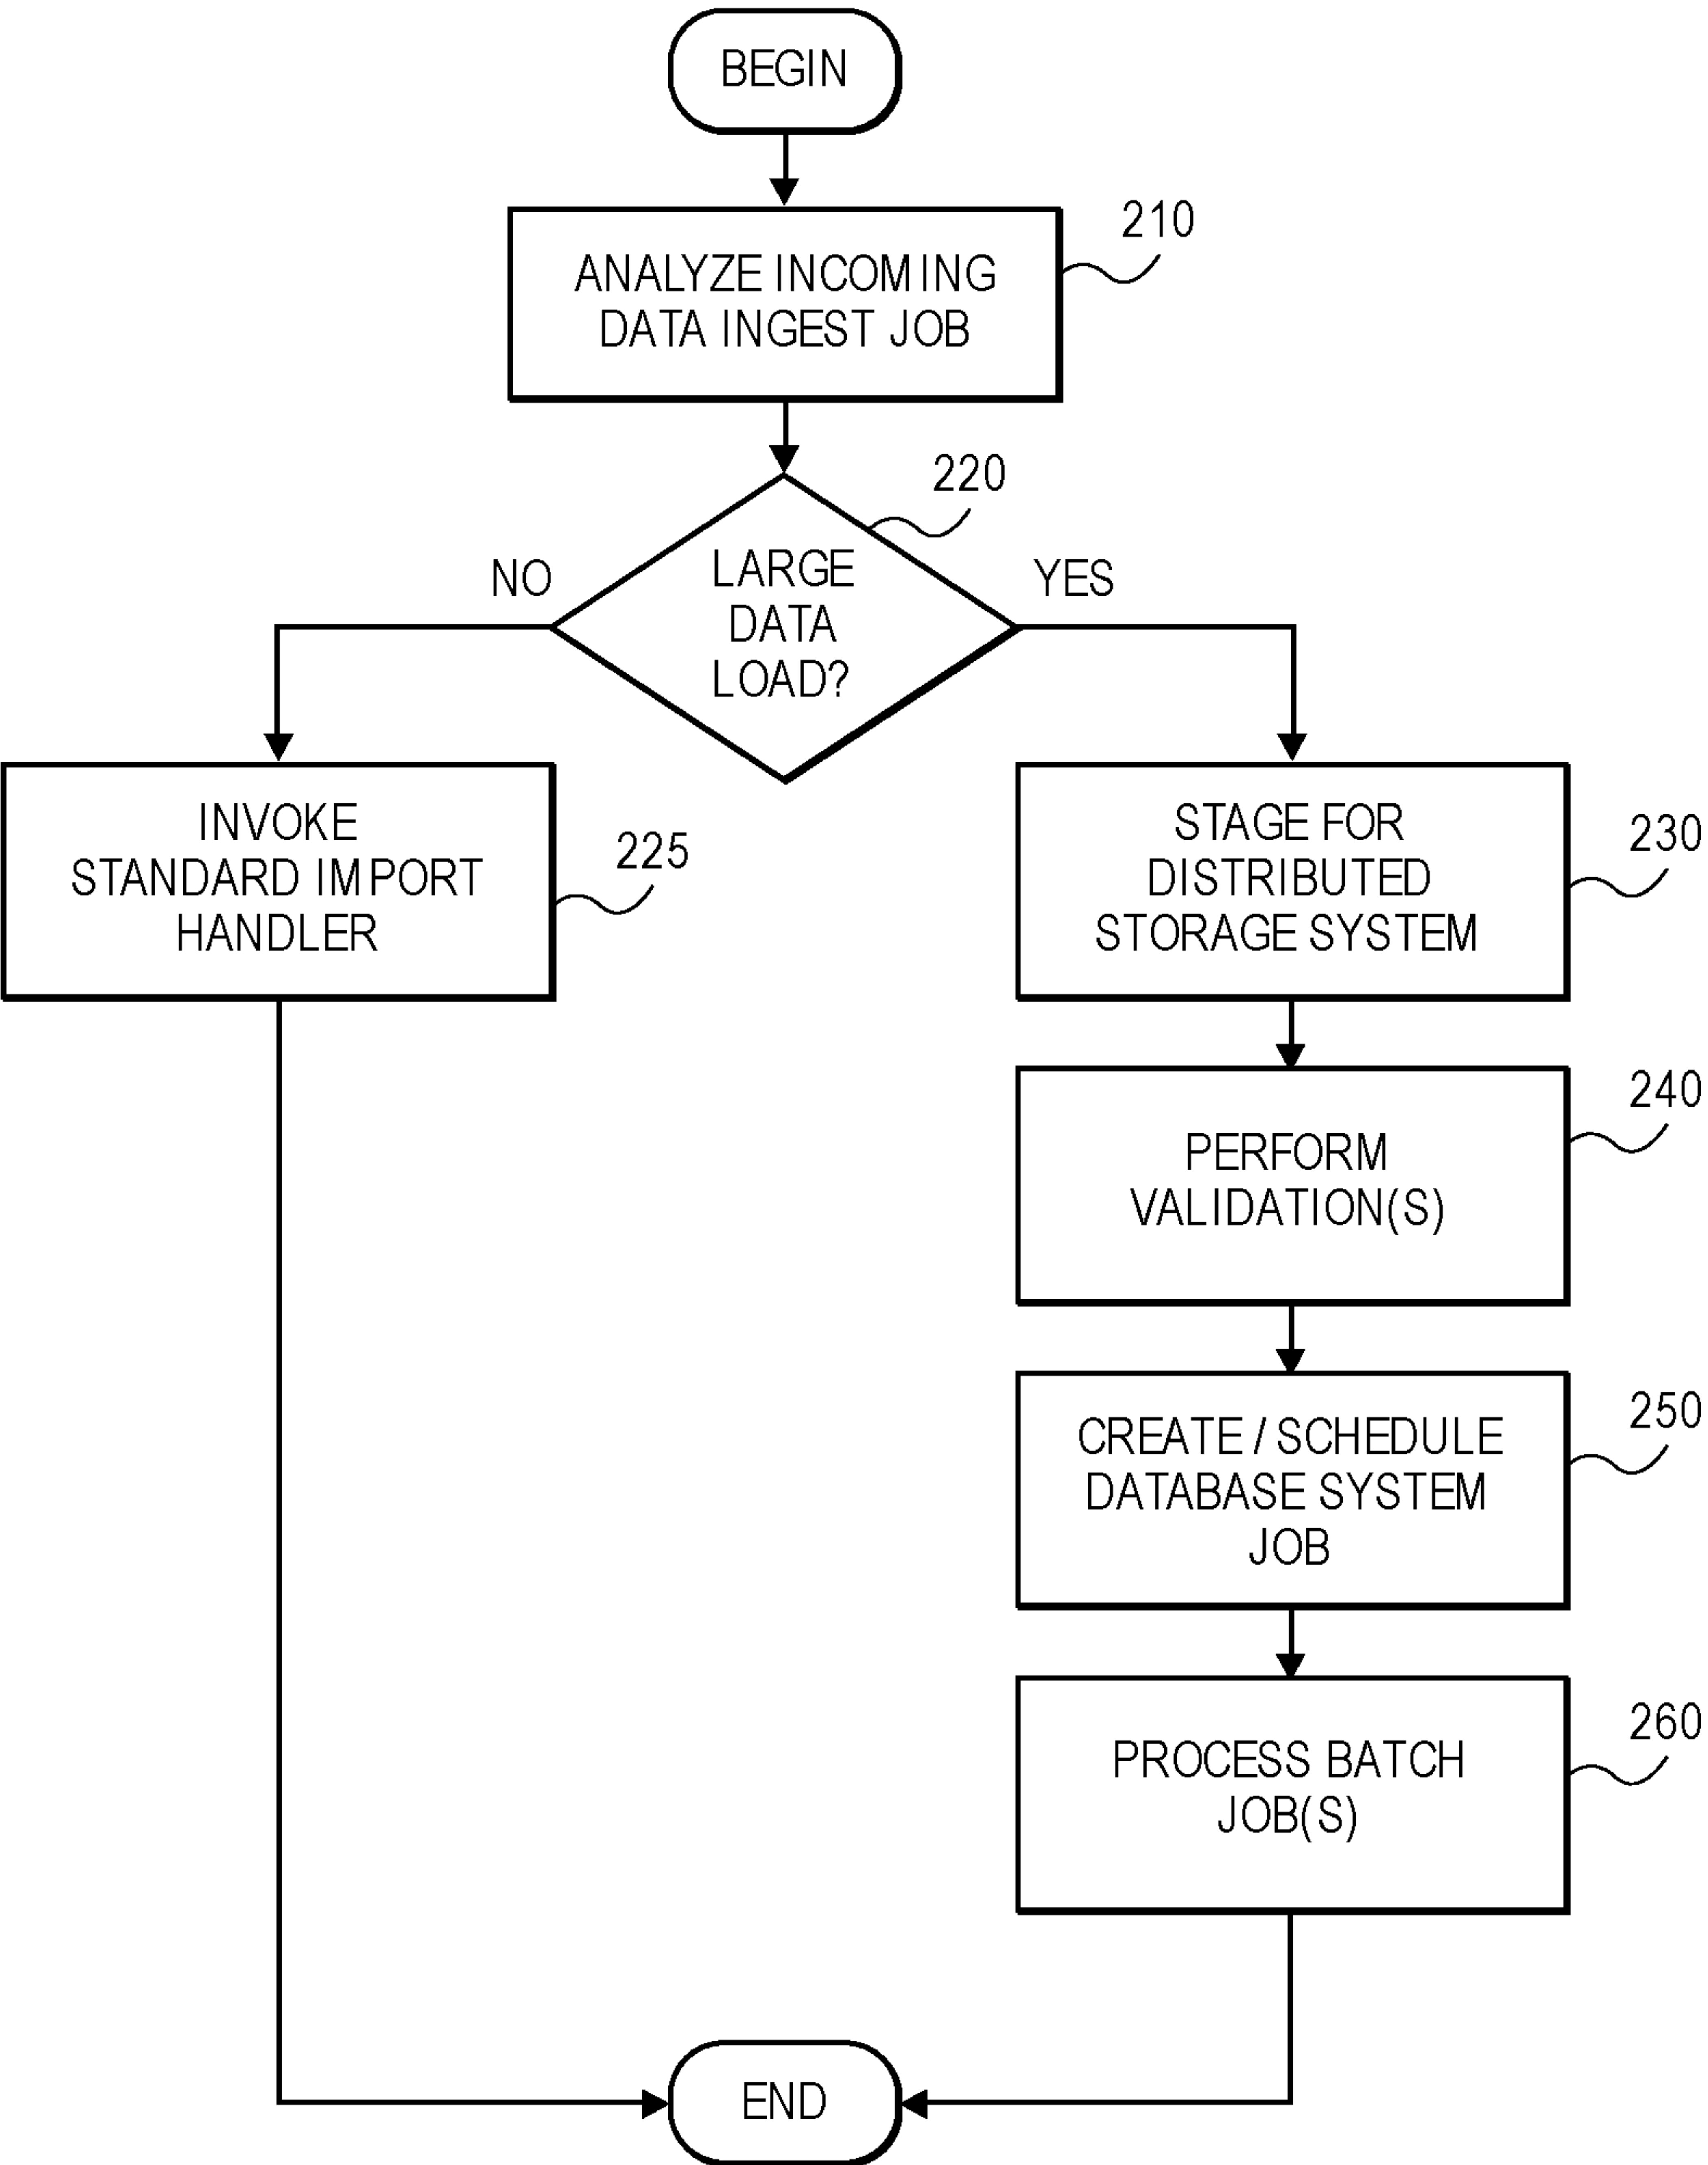 BEGIN
210
ANALYZE INCOMING
DATA INGEST JOB
220
NO
LARGE
DATA
LOAD?
YES
INVOKE
STANDARD IMPORT
HANDLER
225
STAGE FOR
DISTRIBUTED
STORAGE SYSTEM
230
PERFORM
VALIDATION(S)
240
CREATE / SCHEDULE
DATABASE SYSTEM
JOB
250
PROCESS BATCH
JOB(S)
260
END